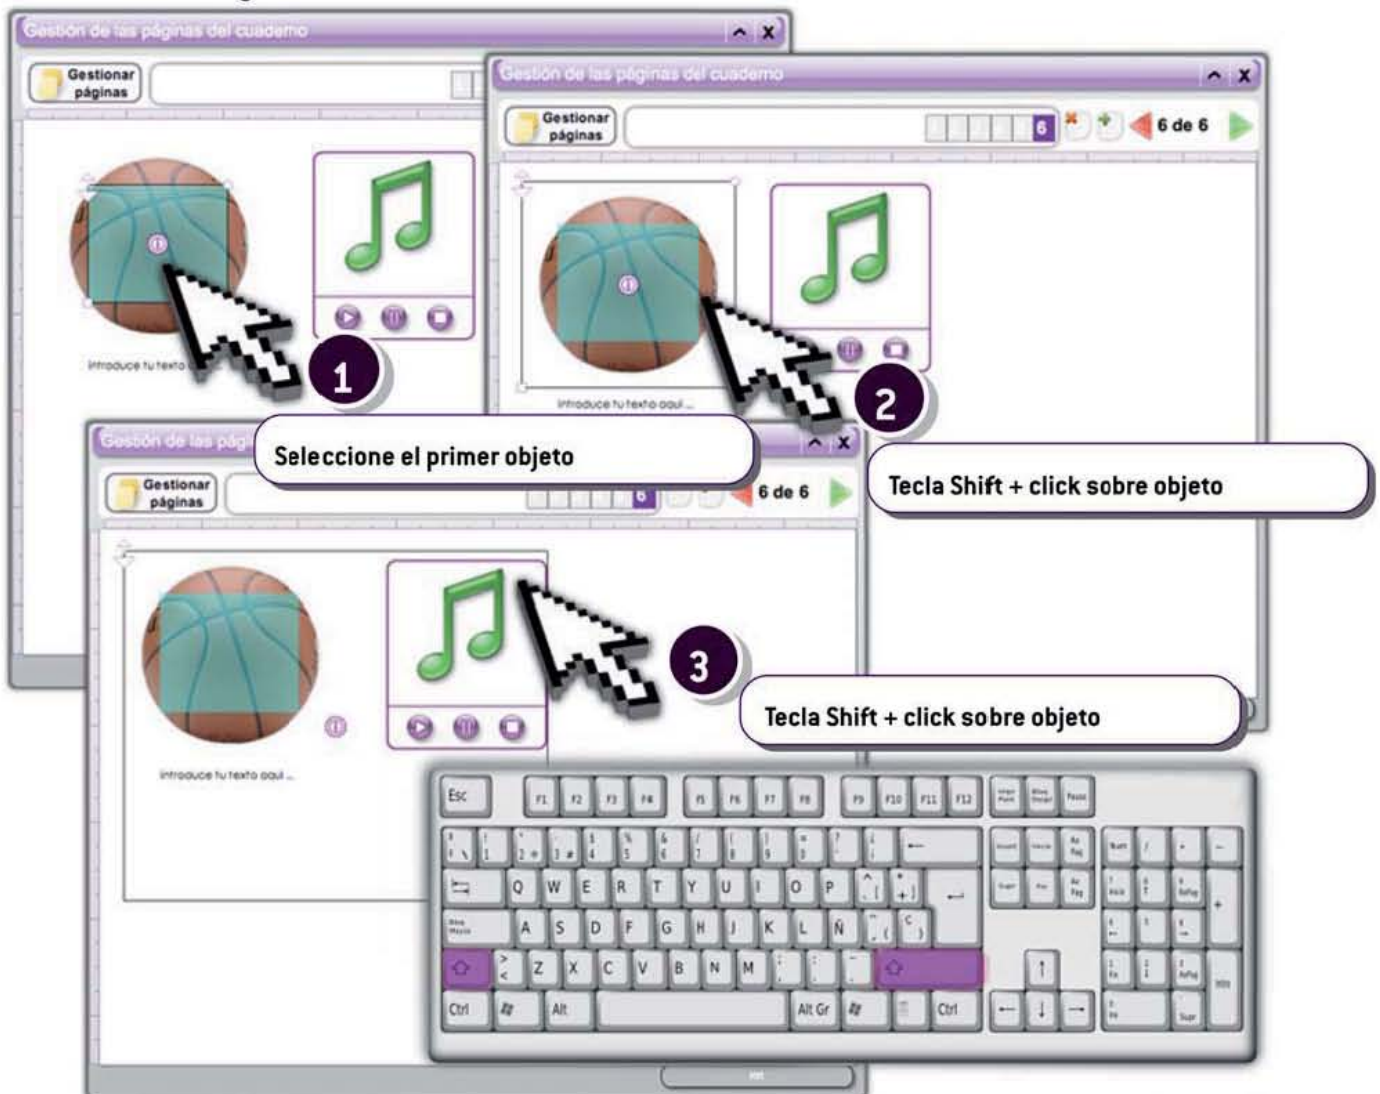 Gestión de las páginas del cuaderno
Gestionar
páginas
Introduce tu texto
1
Seleccione el primer objeto
Gestión de las páginas del cuaderno
Gestionar
páginas
6
6 de 6
Introduce tu texto aquí ...
2
Tecla Shift + click sobre objeto
Gestión de las
Gestionar
páginas
6
6 de 6
Introduce tu texto aquí ...
3
Tecla Shift + click sobre objeto
Esc F1 F2 F3 F4 F5 F6 F7 F8 F9 F10 F11 F12
Q W E R T Y U I O P
A S D F G H J K L Ñ
Z X C V B N M
Ctrl Alt Alt Gr Ctrl